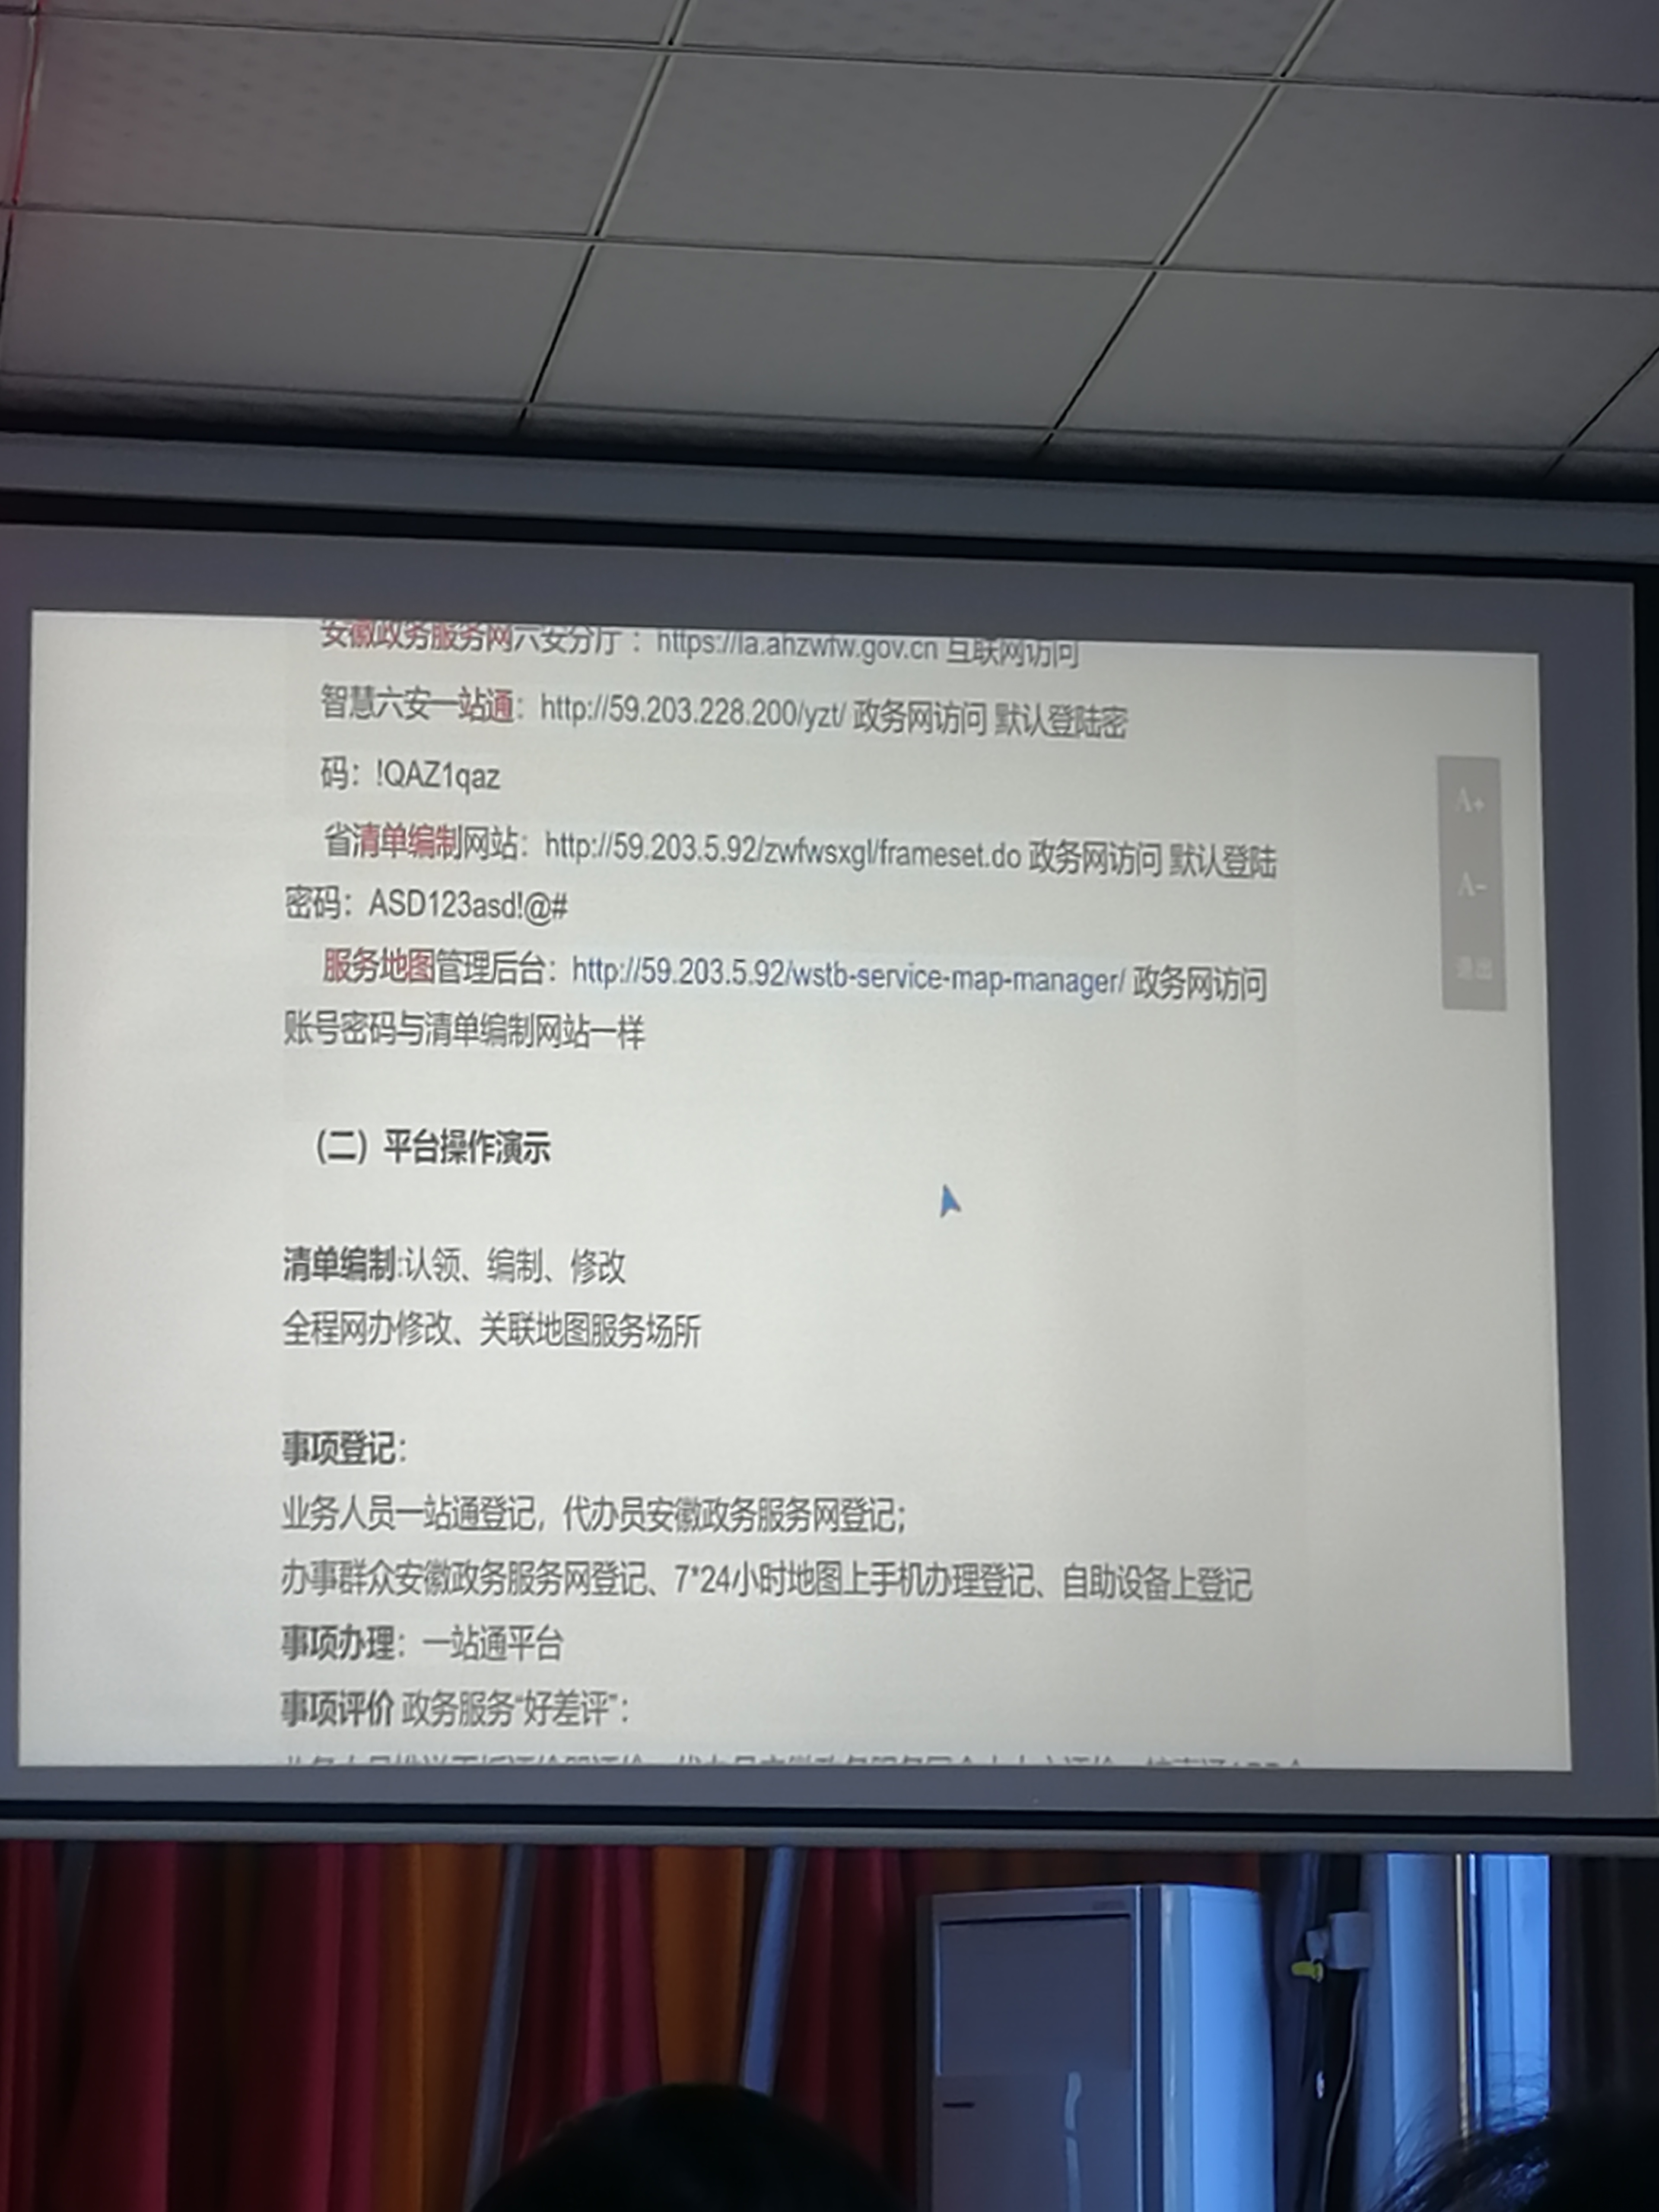 安徽政务服务网六安分厅：https://la.ahzwfw.gov.cn 互联网访问
智慧六安一站通：http://59.203.228.200/yzt/ 政务网访问 默认登陆密
码：!QAZ1qaz
省清单编制网站：http://59.203.5.92/zwfwsxgl/frameset.do 政务网访问 默认登陆
密码：ASD123asd!@#
服务地图管理后台：http://59.203.5.92/wstb-service-map-manager/ 政务网访问
账号密码与清单编制网站一样
（二）平台操作演示
清单编制:认领、编制、修改
全程网办修改、关联地图服务场所
事项登记：
业务人员一站通登记，代办员安徽政务服务网登记；
办事群众安徽政务服务网登记、7*24小时地图上手机办理登记、自助设备上登记
事项办理：一站通平台
事项评价 政务服务“好差评”：
A+
A-
退出